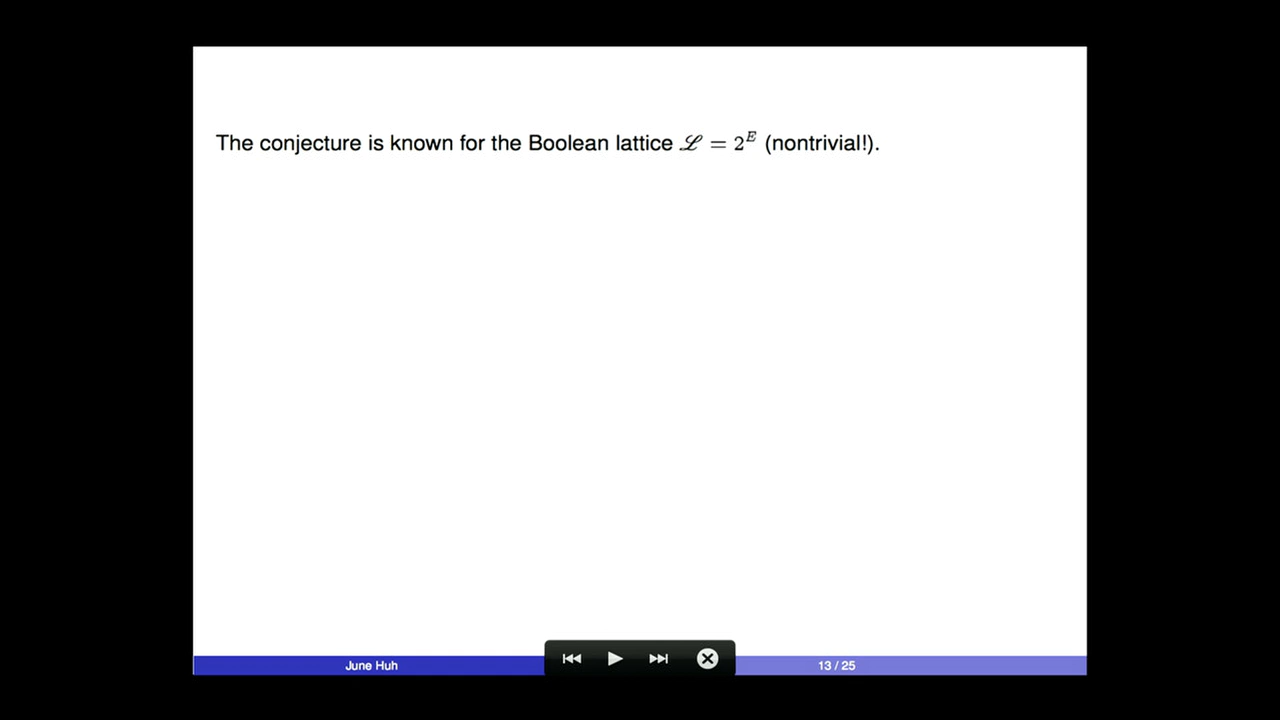 The conjecture is known for the Boolean lattice ℒ = 2^E (nontrivial!).
June Huh
13 / 25